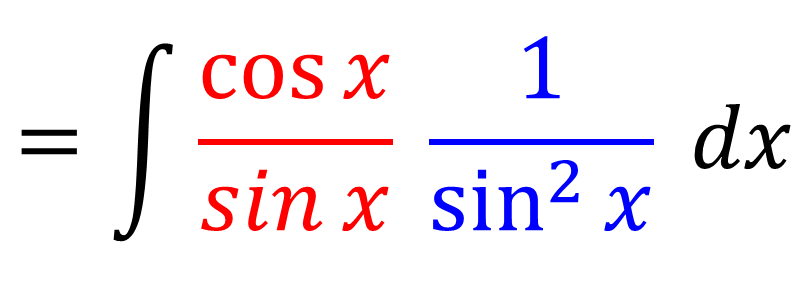 = ∫ cos x / sin x 1 / sin² x dx